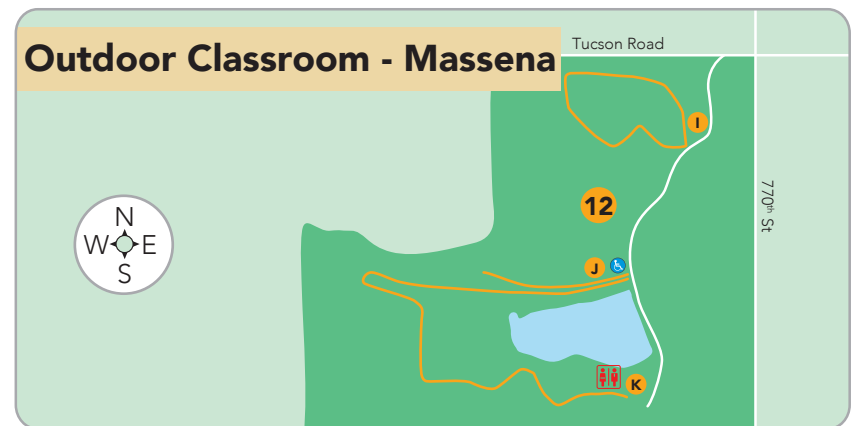 Outdoor Classroom - Massena
Tucson Road
I
770th St
12
N
W E
S
J
K